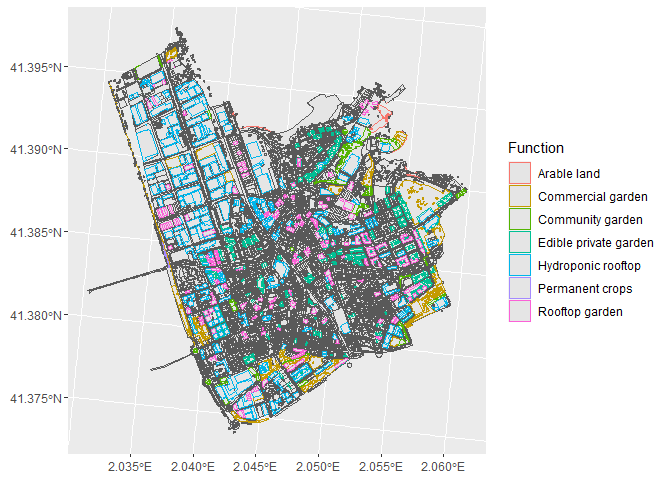 41.395°N
41.390°N
41.385°N
41.380°N
41.375°N
2.035°E 2.040°E 2.045°E 2.050°E 2.055°E 2.060°E
Function
Arable land
Commercial garden
Community garden
Edible private garden
Hydroponic rooftop
Permanent crops
Rooftop garden